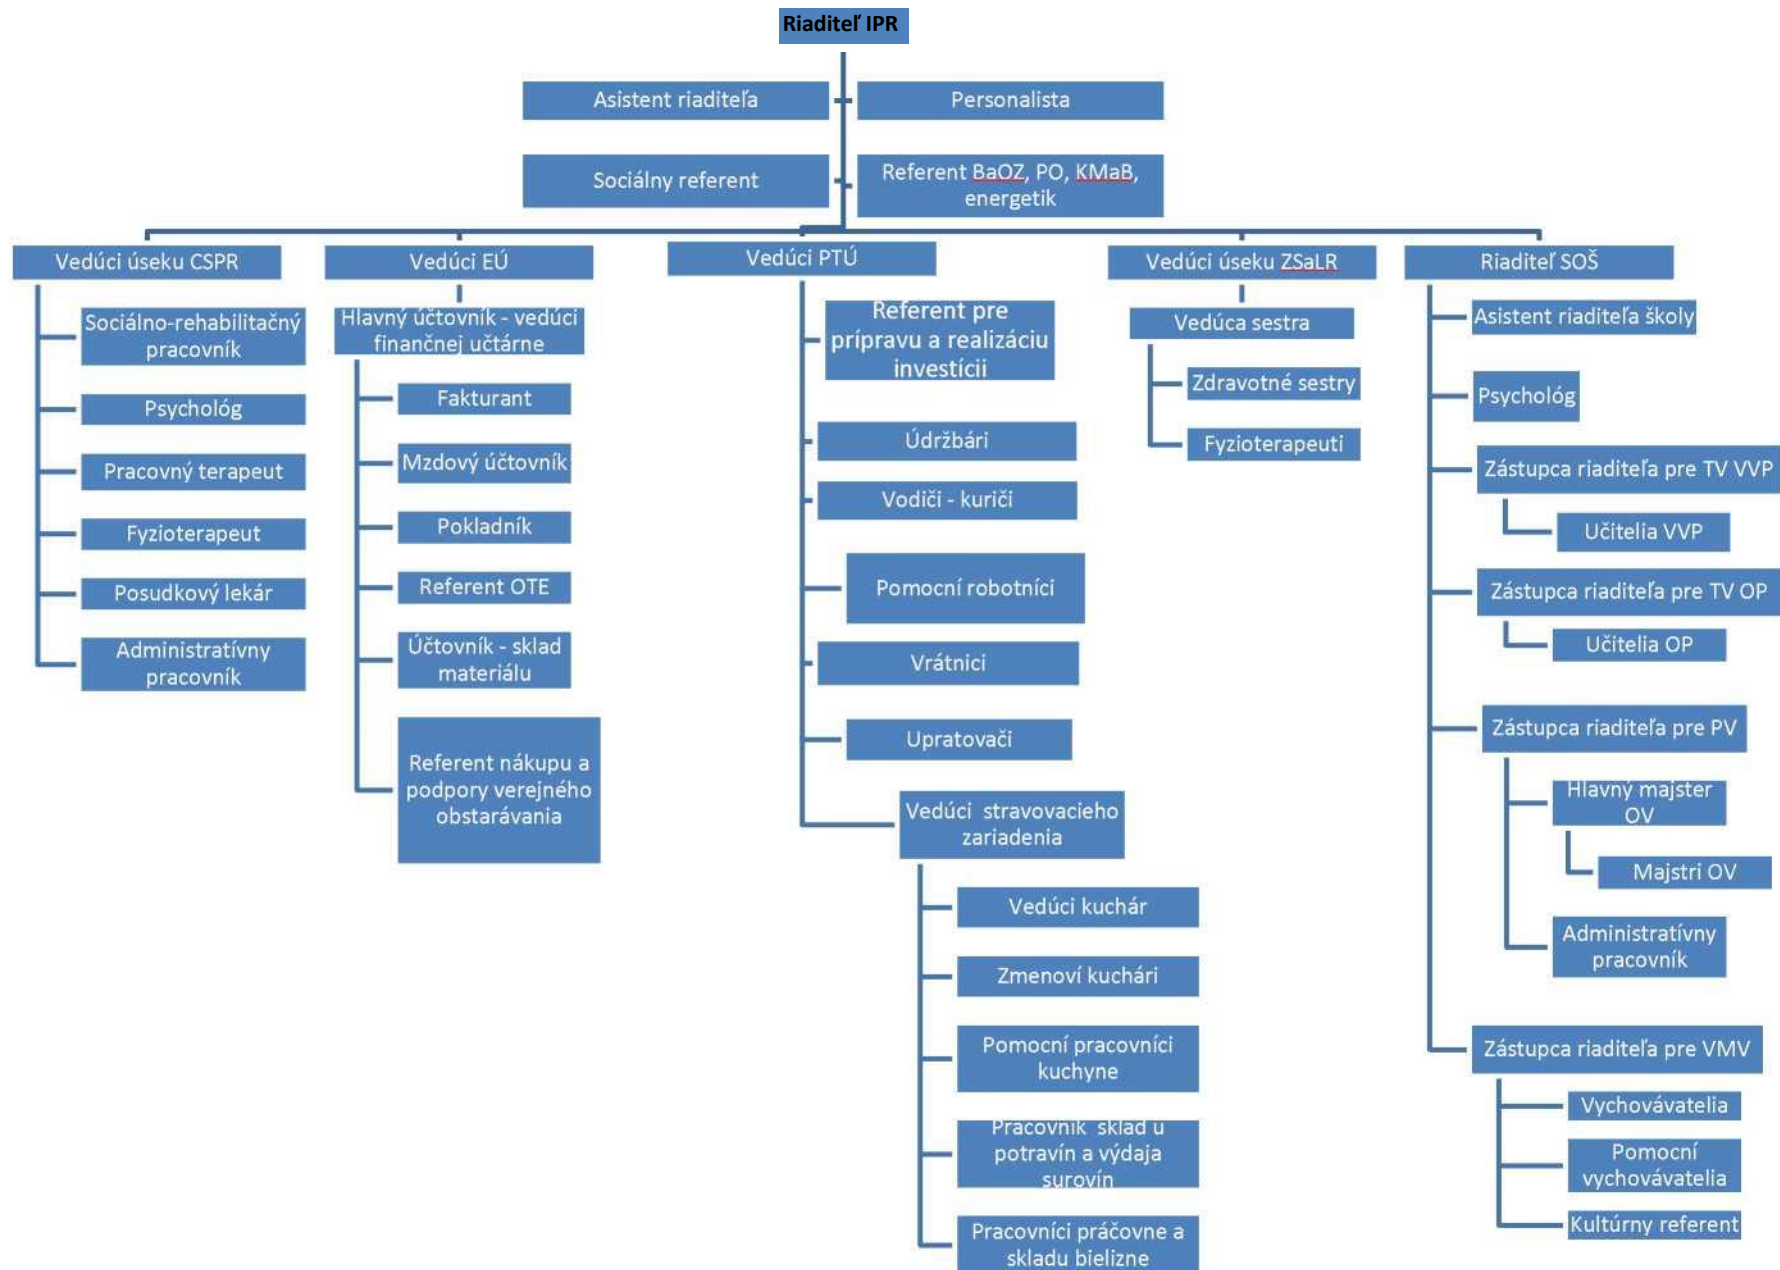 Riaditeľ IPR
Asistent riaditeľa
Personalista
Sociálny referent
Referent BaOZ, PO, KMaB,
energetik
Vedúci úseku CSPR
Sociálno-rehabilitačný
pracovník
Psychológ
Pracovný terapeut
Fyzioterapeut
Posudkový lekár
Administratívny
pracovník
Vedúci EÚ
Hlavný účtovník - vedúci
finančnej učtárne
Fakturant
Mzdový účtovník
Pokladník
Referent OTE
Účtovník - sklad
materiálu
Referent nákupu a
podpory verejného
obstarávania
Vedúci PTÚ
Referent pre
prípravu a realizáciu
investícii
Údržbári
Vodiči - kuriči
Pomocní robotníci
Vrátnici
Upratovači
Vedúci stravovacieho
zariadenia
Vedúci kuchár
Zmenoví kuchári
Pomocní pracovníci
kuchyne
Pracovník sklad u
potravín a výdaja
surovín
Pracovníci práčovne a
skladu bielizne
Vedúci úseku ZSaLR
Vedúca sestra
Zdravotné sestry
Fyzioterapeuti
Riaditeľ SOŠ
Asistent riaditeľa školy
Psychológ
Zástupca riaditeľa pre TV VVP
Učitelia VVP
Zástupca riaditeľa pre TV OP
Učitelia OP
Zástupca riaditeľa pre PV
Hlavný majster
OV
Majstri OV
Administratívny
pracovník
Zástupca riaditeľa pre VMV
Vychovávatelia
Pomocní
vychovávatelia
Kultúrny referent